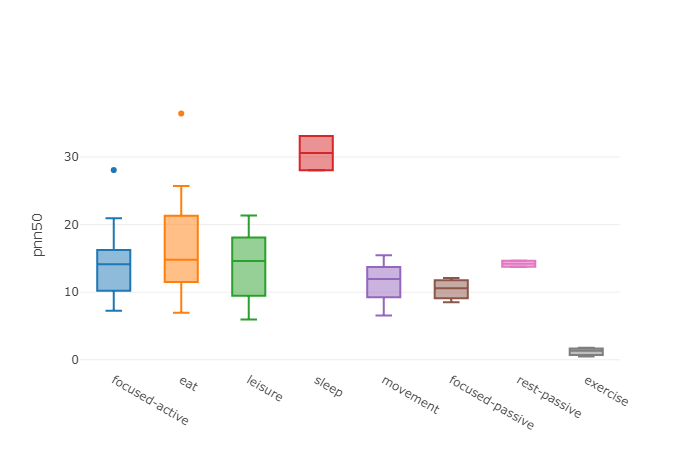 pnn50
30
20
10
0
focused-active
eat
leisure
sleep
movement
focused-passive
rest-passive
exercise